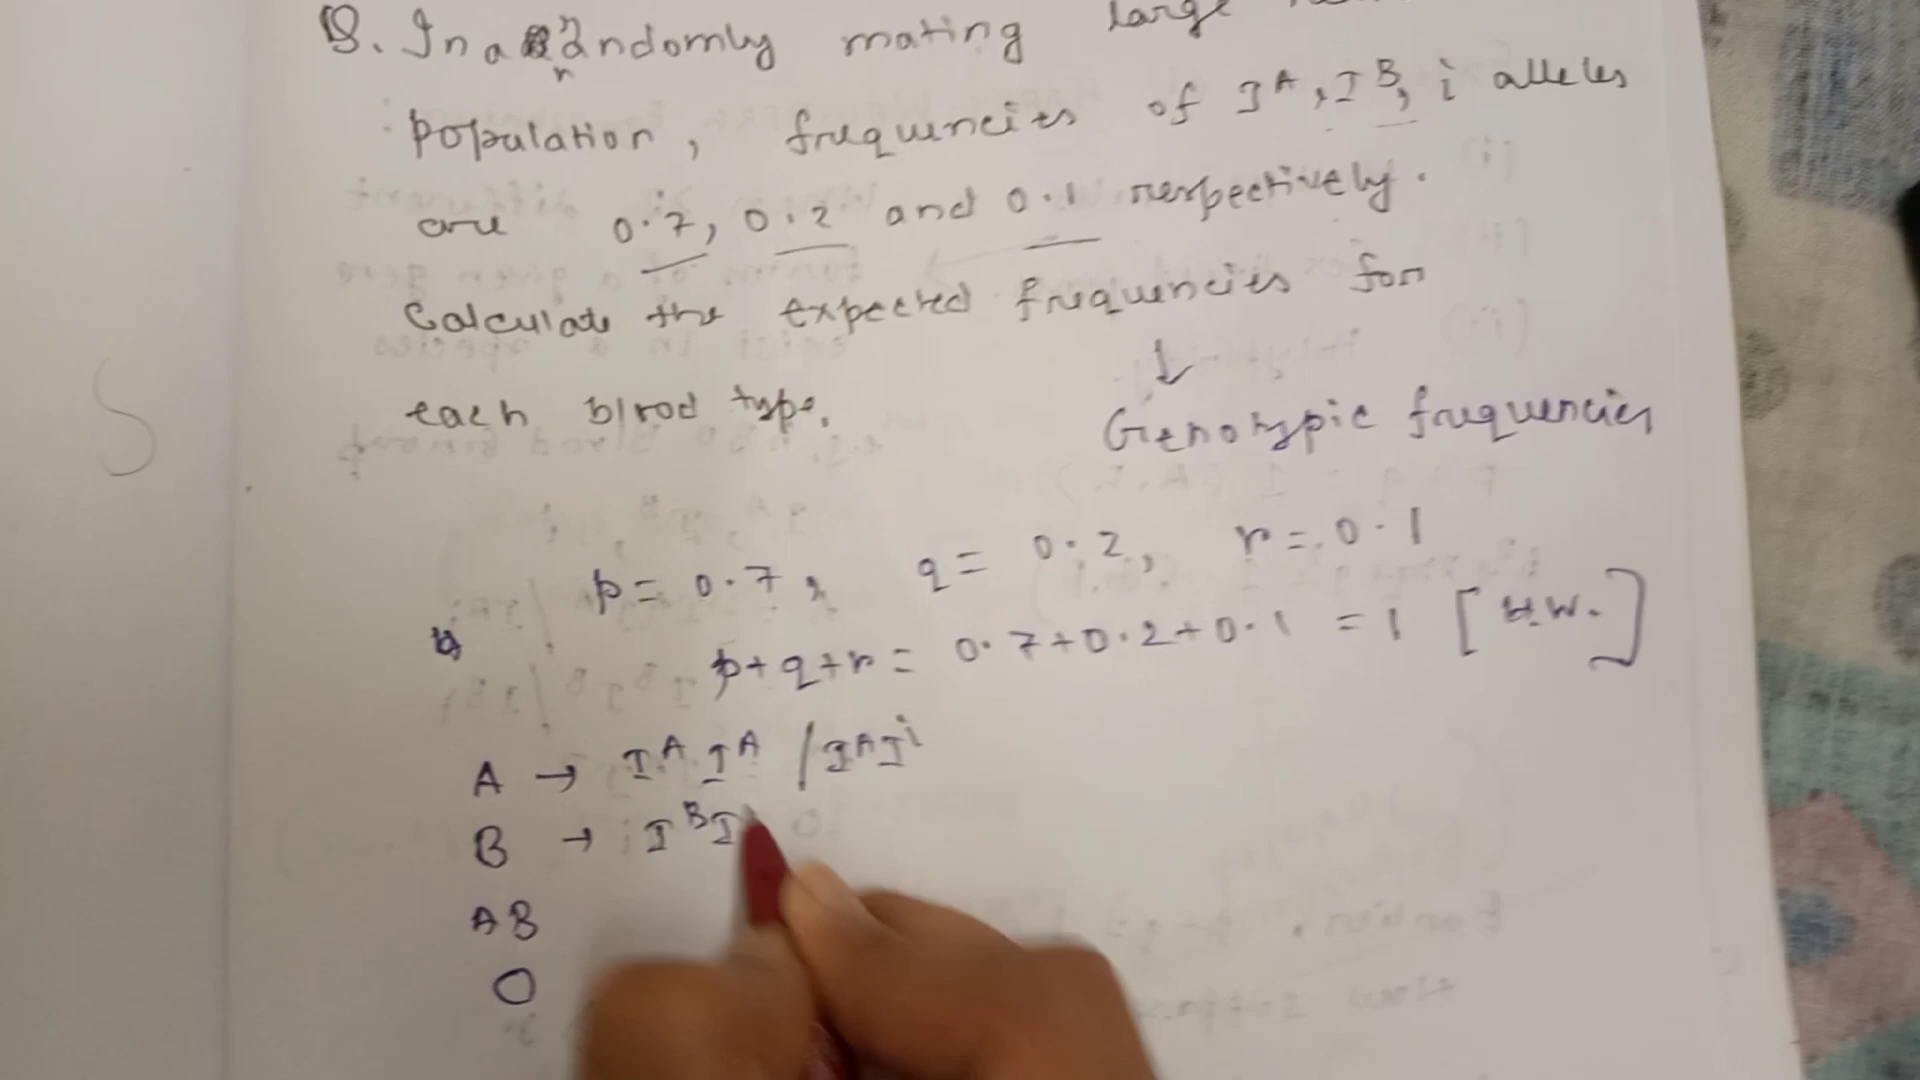 Q. In a randomly mating large
population, frequencies of I^A, I^B, i alleles
are 0.7, 0.2 and 0.1 respectively.
Calculate the expected frequencies for
each blood type.
↓
Genotypic frequencies
p = 0.7, q = 0.2, r = 0.1
p+q+r = 0.7+0.2+0.1 = 1 [H.W.]
A → I^A I^A / I^A I^i
B → I^B I
AB
O